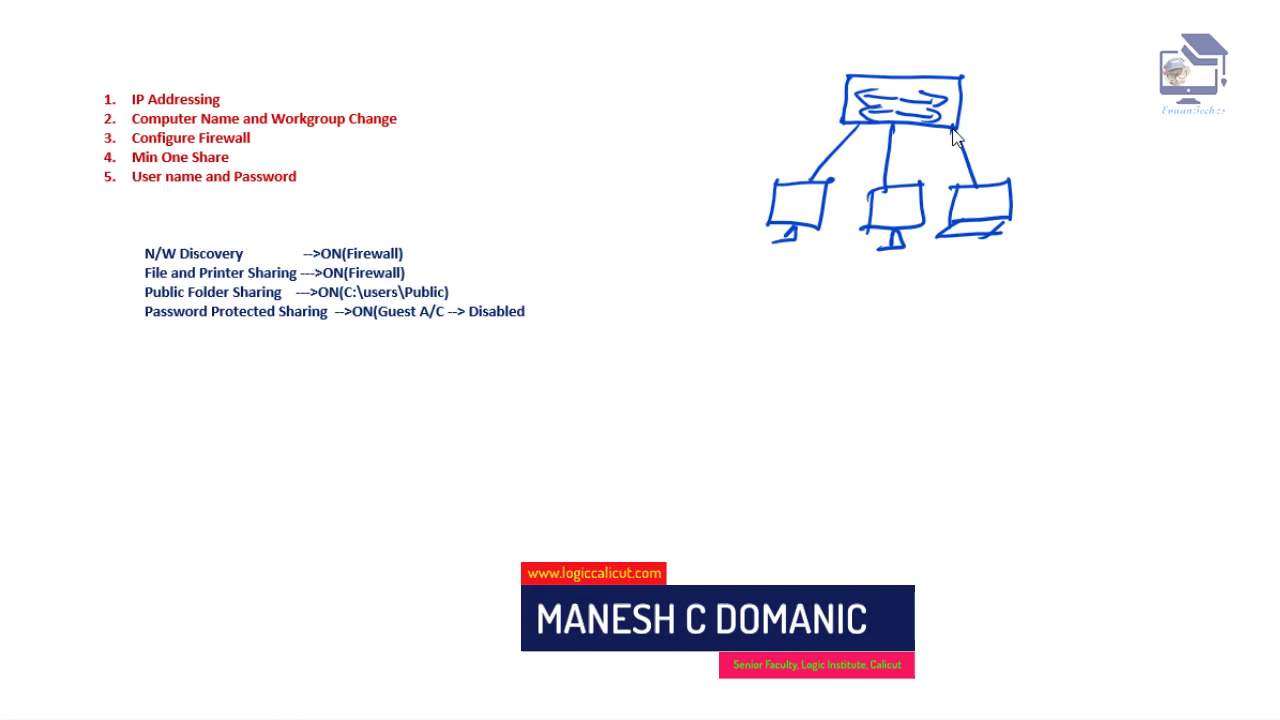 1. IP Addressing
2. Computer Name and Workgroup Change
3. Configure Firewall
4. Min One Share
5. User name and Password
N/W Discovery -->ON(Firewall)
File and Printer Sharing --->ON(Firewall)
Public Folder Sharing --->ON(C:\users\Public)
Password Protected Sharing -->ON(Guest A/C --> Disabled
www.logiccalicut.com
MANESH C DOMANIC
Senior Faculty, Logic Institute, Calicut